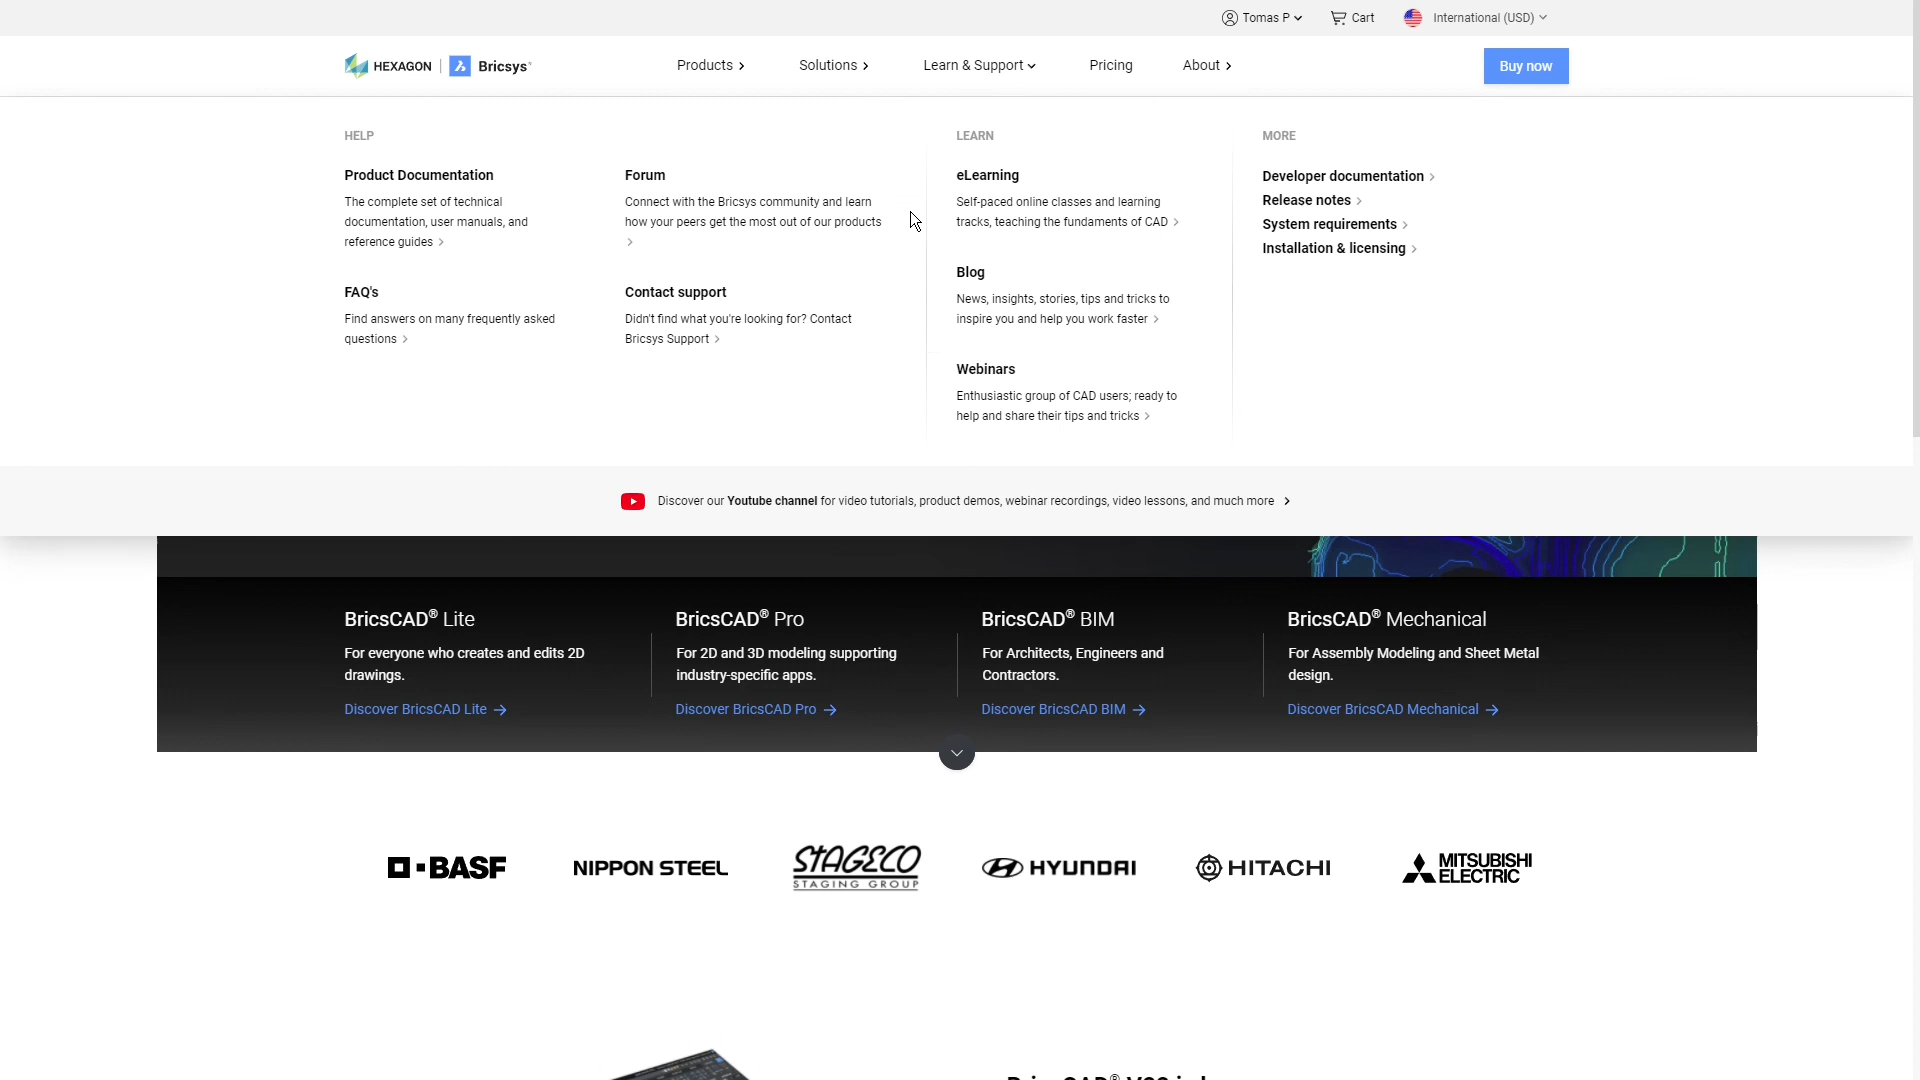 Tomas P
Cart
International (USD)
HEXAGON | Bricsys®
Products
Solutions
Learn & Support
Pricing
About
Buy now
HELP
Product Documentation
The complete set of technical
documentation, user manuals, and
reference guides
FAQ's
Find answers on many frequently asked
questions
Forum
Connect with the Bricsys community and learn
how your peers get the most out of our products
Contact support
Didn't find what you're looking for? Contact
Bricsys Support
LEARN
eLearning
Self-paced online classes and learning
tracks, teaching the fundaments of CAD
Blog
News, insights, stories, tips and tricks to
inspire you and help you work faster
Webinars
Enthusiastic group of CAD users; ready to
help and share their tips and tricks
MORE
Developer documentation
Release notes
System requirements
Installation & licensing
Discover our Youtube channel for video tutorials, product demos, webinar recordings, video lessons, and much more
BricsCAD® Lite
For everyone who creates and edits 2D
drawings.
Discover BricsCAD Lite
BricsCAD® Pro
For 2D and 3D modeling supporting
industry-specific apps.
Discover BricsCAD Pro
BricsCAD® BIM
For Architects, Engineers and
Contractors.
Discover BricsCAD BIM
BricsCAD® Mechanical
For Assembly Modeling and Sheet Metal
design.
Discover BricsCAD Mechanical
BASF
NIPPON STEEL
STAGECO
STAGING GROUP
HYUNDAI
HITACHI
MITSUBISHI
ELECTRIC